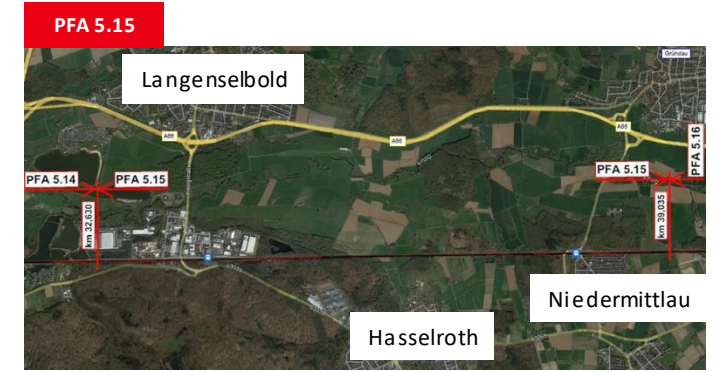 PFA 5.15
Langenselbold
Gründau
A66
A66
A66
PFA 5.14
PFA 5.15
PFA 5.15
PFA 5.16
km 32,630
km 39,035
Niedermittlau
Hasselroth